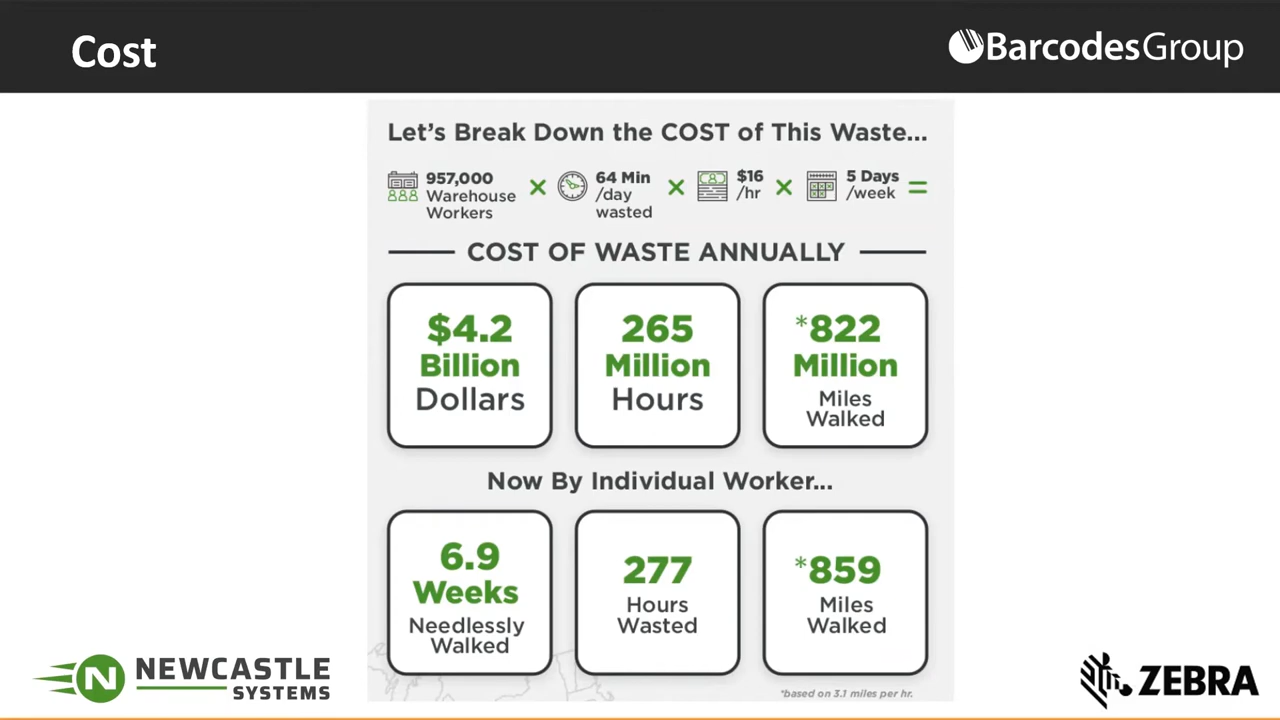 Cost
BarcodesGroup
Let's Break Down the COST of This Waste...
957,000
Warehouse
Workers
×
64 Min
/day
wasted
×
$16
/hr
×
5 Days
/week
=
COST OF WASTE ANNUALLY
$4.2
Billion
Dollars
265
Million
Hours
*822
Million
Miles
Walked
Now By Individual Worker...
6.9
Weeks
Needlessly
Walked
277
Hours
Wasted
*859
Miles
Walked
*based on 3.1 miles per hr.
N
NEWCASTLE
SYSTEMS
ZEBRA